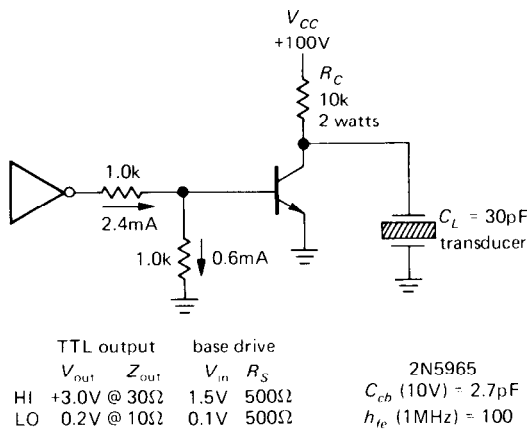 V_CC
+100V
R_C
10k
2 watts
1.0k
2.4mA
1.0k
0.6mA
C_L = 30pF
transducer
TTL output base drive
V_out Z_out V_in R_S
HI +3.0V @ 30Ω 1.5V 500Ω
LO 0.2V @ 10Ω 0.1V 500Ω
2N5965
C_cb (10V) = 2.7pF
h_fe (1MHz) = 100